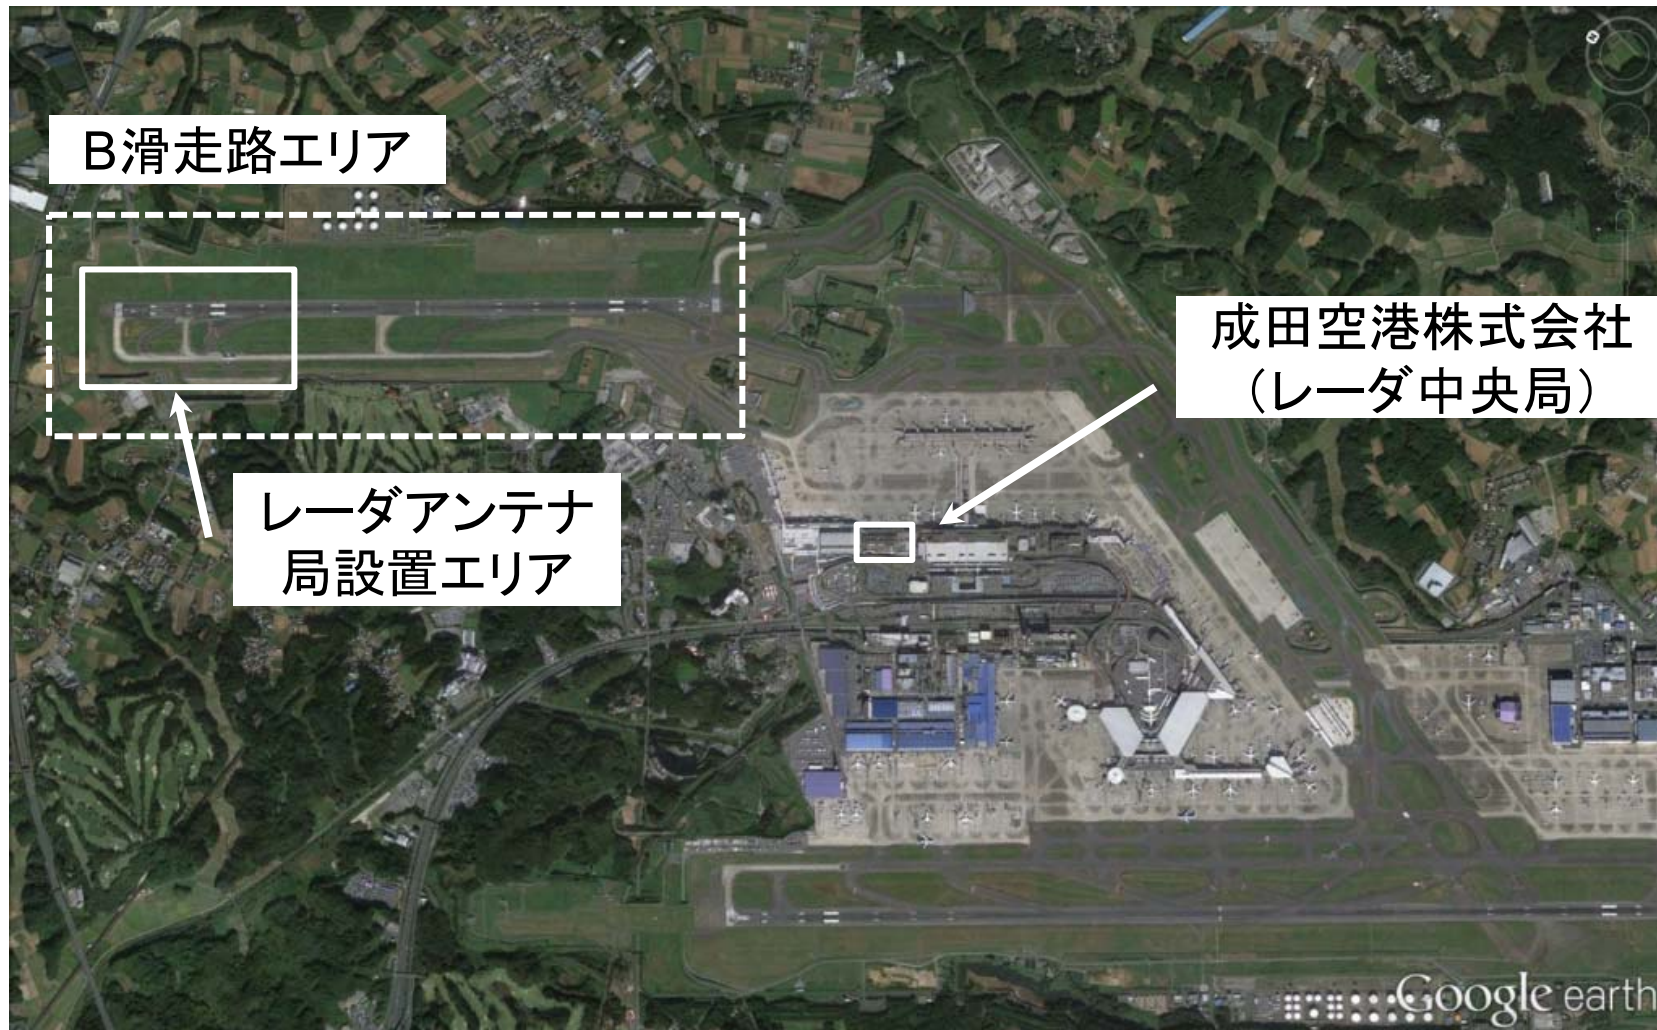 B滑走路エリア
成田空港株式会社
（レーダ中央局）
レーダアンテナ
局設置エリア
Google earth